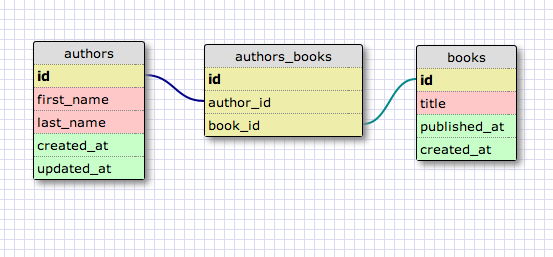 authors
id
first_name
last_name
created_at
updated_at
authors_books
id
author_id
book_id
books
id
title
published_at
created_at